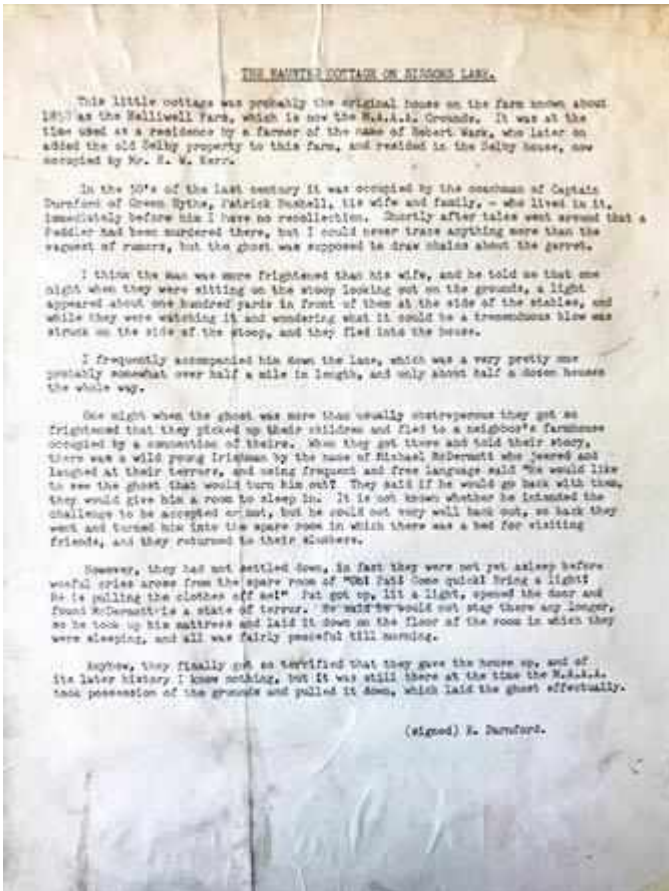 THE HAUNTED COTTAGE ON LANE.
This little cottage was probably the original house on the farm known about
as the Farm, which is now the M.A.A.A. Grounds. It was at the
time used as a residence by a farmer of the name of Robert, who later on
added the old Selby property to this farm, and resided in the Selby house, now
occupied by Mr. Kerr.
In the 50's of the last century it was occupied by the coachman of Captain
Durnford of Green, Patrick, his wife and family, - who lived in it,
immediately before him I have no recollection. Shortly after tales went around that a
Peddler had been murdered there, but I could never trace anything more than the
vaguest of rumors, but the ghost was supposed to draw chains about the garret.
I think the man was more frightened than his wife, and he told me that one
night when they were sitting on the stoop looking out on the grounds, a light
appeared about one hundred yards in front of them at the side of the stables, and
while they were watching it and wondering what it could be a tremenduous blow was
struck on the side of the stoop, and they fled into the house.
I frequently accompanied him down the lane, which was a very pretty one
probably somewhat over half a mile in length, and only about half a dozen houses
the whole way.
One night when the ghost was more than usually obstreperous they got so
frightened that they picked up their children and fled to a neighbor's farmhouse
occupied by a connection of theirs. When they got there and told their story,
there was a wild young Irishman by the name of Michael McDermott who jeered and
laughed at their terrors, and using frequent and free language said "He would like
to see the ghost that would turn him out? They said if he would go back with them,
they would give him a room to sleep in. It is not known whether he intended the
challenge to be accepted or not, but he could not very well back out, so back they
went and turned him into the spare room in which there was a bed for visiting
friends, and they returned to their slumbers.
However, they had not settled down, in fact they were not yet asleep before
woeful cries arose from the spare room of "Oh! Pat! Come quick! Bring a light!
He is pulling the clothes off me!" Pat got up, lit a light, opened the door and
found McDermott in a state of terror. He said he would not stay there any longer,
so he took up his mattress and laid it down on the floor of the room in which they
were sleeping, and all was fairly peaceful till morning.
Anyhow, they finally got so terrified that they gave the house up, and of
its later history I know nothing, but it was still there at the time the M.A.A.A.
took possession of the grounds and pulled it down, which laid the ghost effectually.
(signed) Durnford.